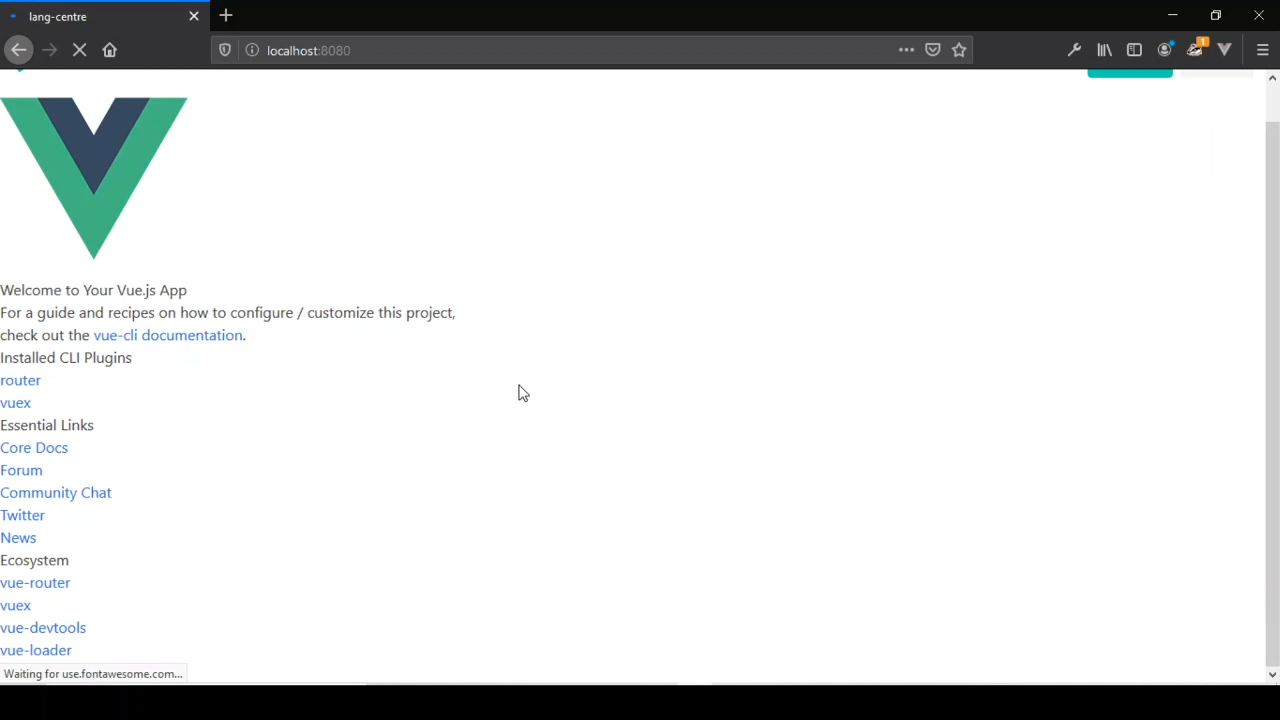 lang-centre
localhost:8080
1
Welcome to Your Vue.js App
For a guide and recipes on how to configure / customize this project,
check out the vue-cli documentation.
Installed CLI Plugins
router
vuex
Essential Links
Core Docs
Forum
Community Chat
Twitter
News
Ecosystem
vue-router
vuex
vue-devtools
vue-loader
Waiting for use.fontawesome.com...